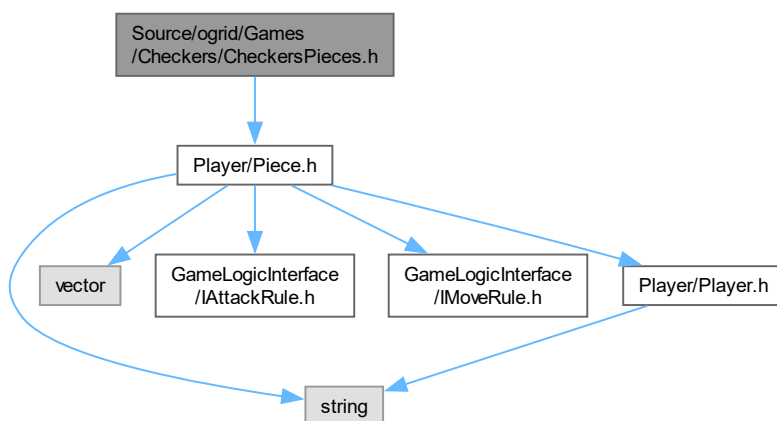 Source/ogrid/Games
/Checkers/CheckersPieces.h
Player/Piece.h
vector
GameLogicInterface
/IAttackRule.h
GameLogicInterface
/IMoveRule.h
Player/Player.h
string